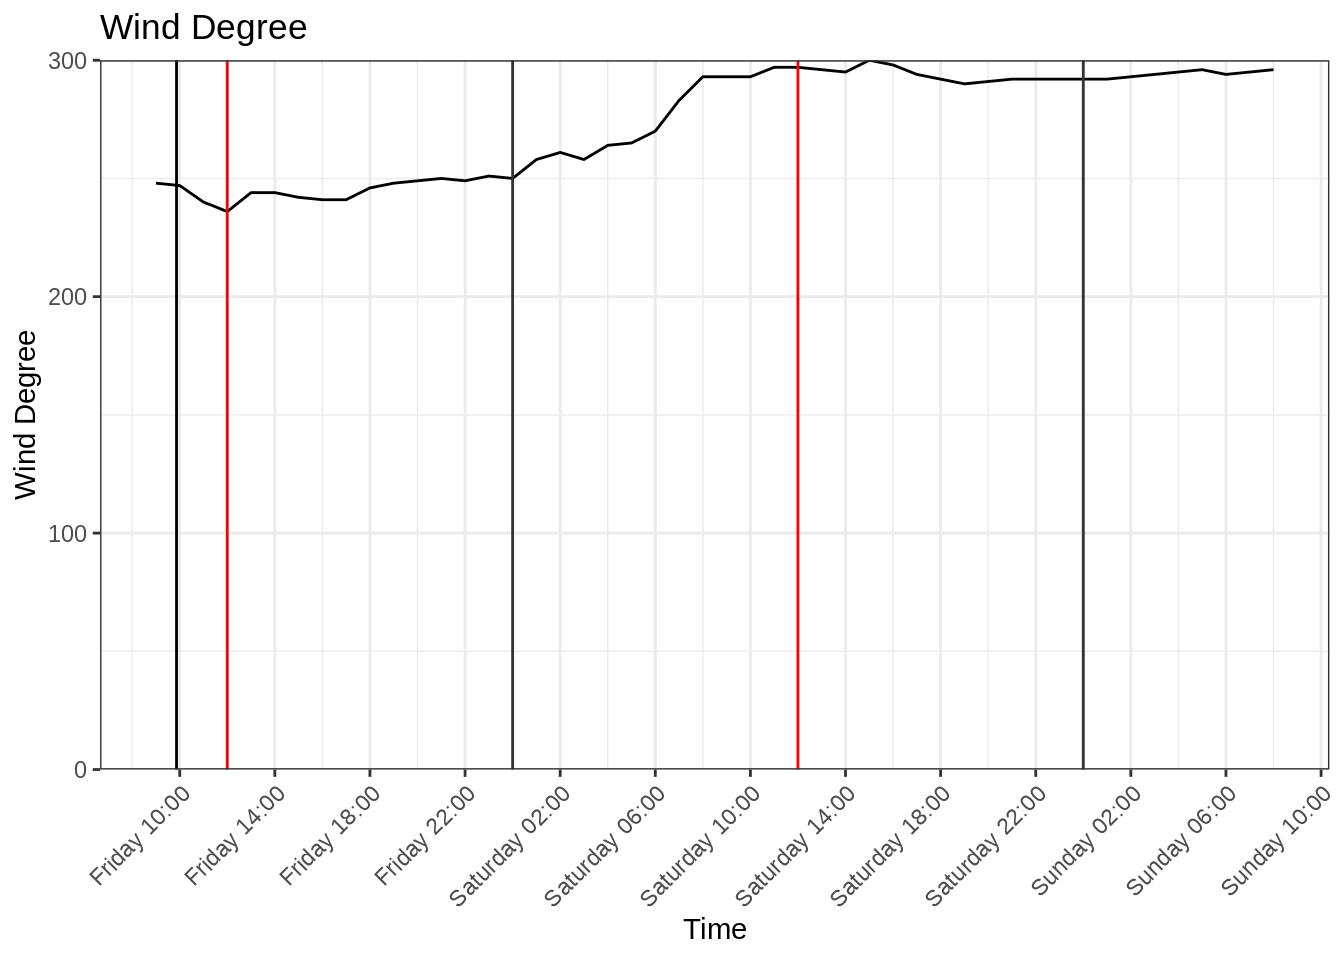 Wind Degree
300
200
100
0
Wind Degree
Friday 10:00
Friday 14:00
Friday 18:00
Friday 22:00
Saturday 02:00
Saturday 06:00
Saturday 10:00
Saturday 14:00
Saturday 18:00
Saturday 22:00
Sunday 02:00
Sunday 06:00
Sunday 10:00
Time